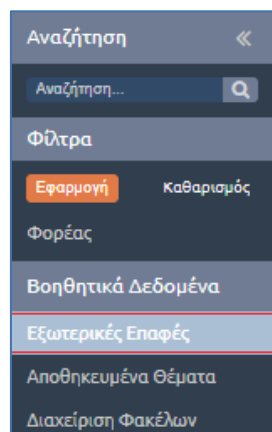 Αναζήτηση
Αναζήτηση...
Φίλτρα
Εφαρμογή Καθαρισμός
Φορέας
Βοηθητικά Δεδομένα
Εξωτερικές Επαφές
Αποθηκευμένα Θέματα
Διαχείριση Φακέλων